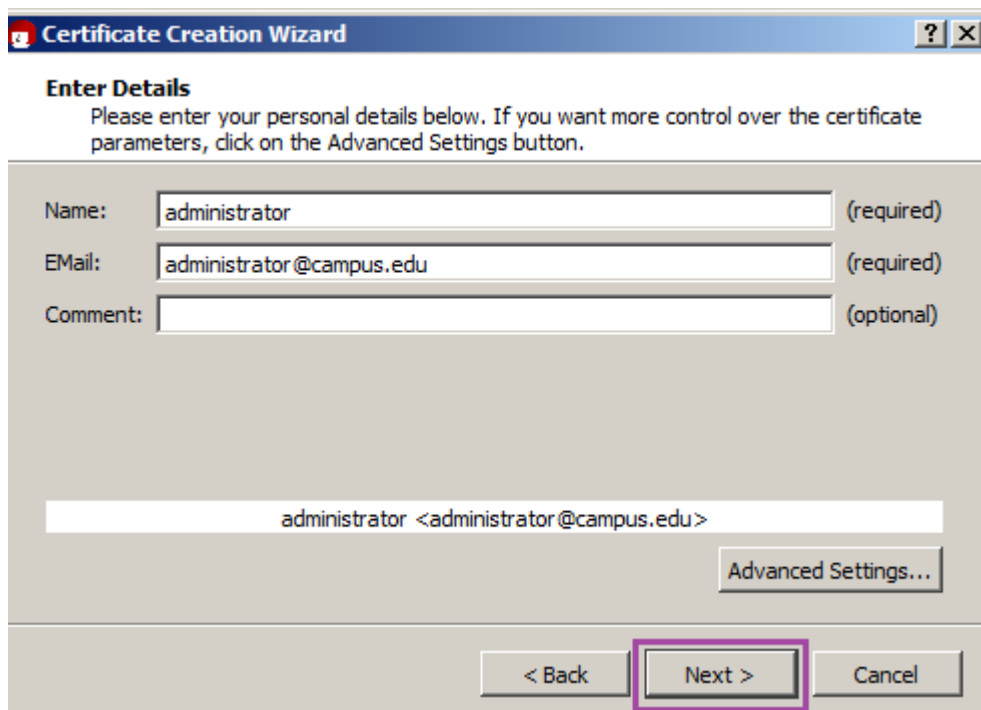 Certificate Creation Wizard
Enter Details
Please enter your personal details below. If you want more control over the certificate
parameters, click on the Advanced Settings button.
Name: administrator (required)
EMail: administrator@campus.edu (required)
Comment: (optional)
administrator <administrator@campus.edu>
Advanced Settings...
< Back Next > Cancel